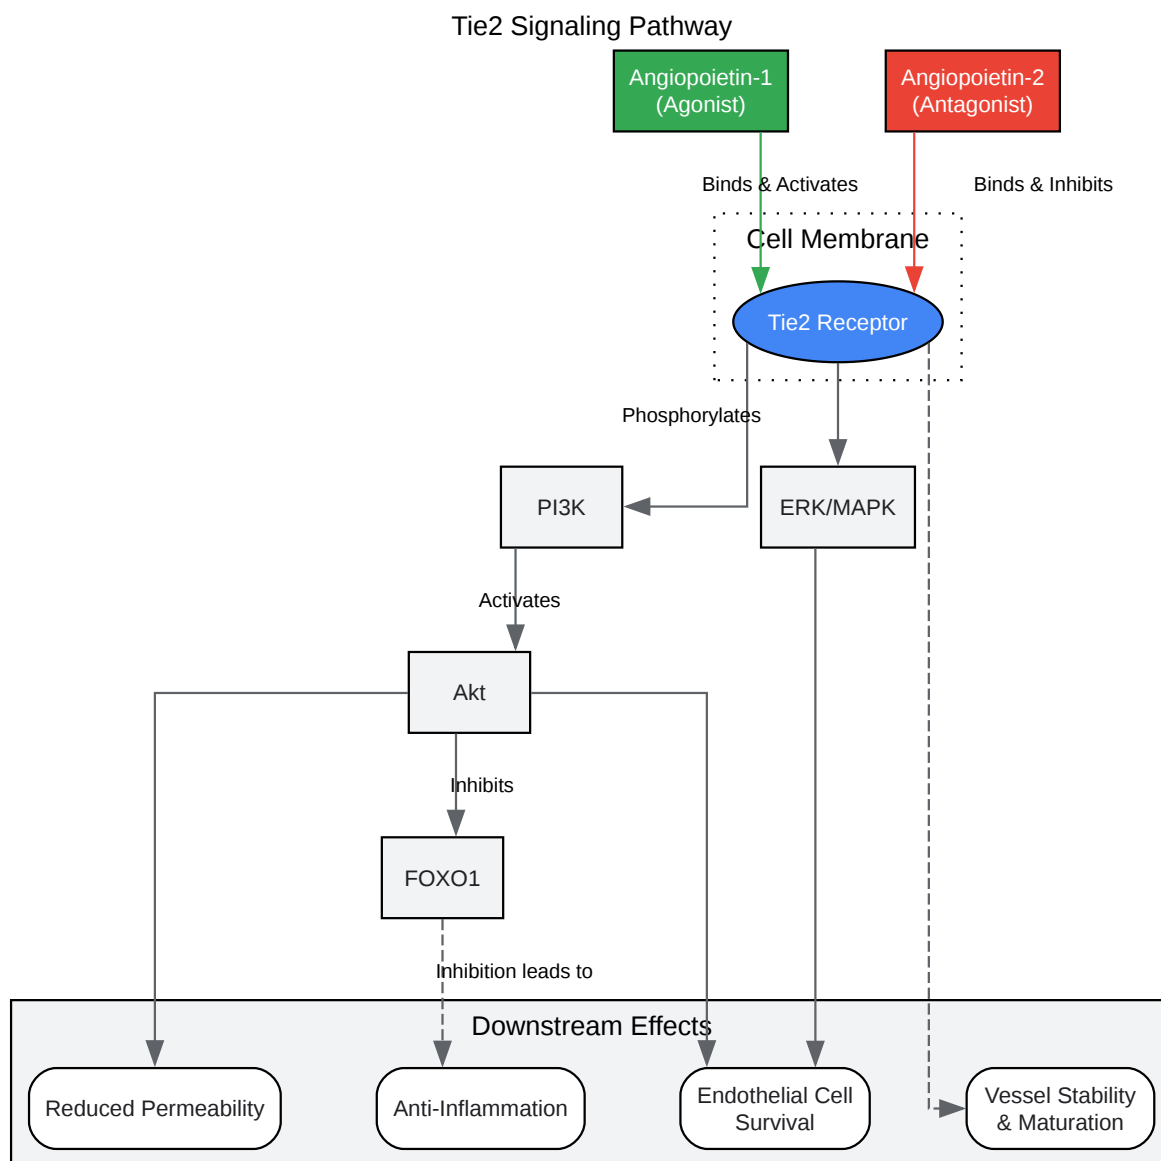 Tie2 Signaling Pathway
Angiopoietin-1
(Agonist)
Angiopoietin-2
(Antagonist)
Binds & Activates
Binds & Inhibits
Cell Membrane
Tie2 Receptor
Phosphorylates
PI3K
ERK/MAPK
Activates
Akt
Inhibits
FOXO1
Inhibition leads to
Downstream Effects
Reduced Permeability
Anti-Inflammation
Endothelial Cell
Survival
Vessel Stability
& Maturation